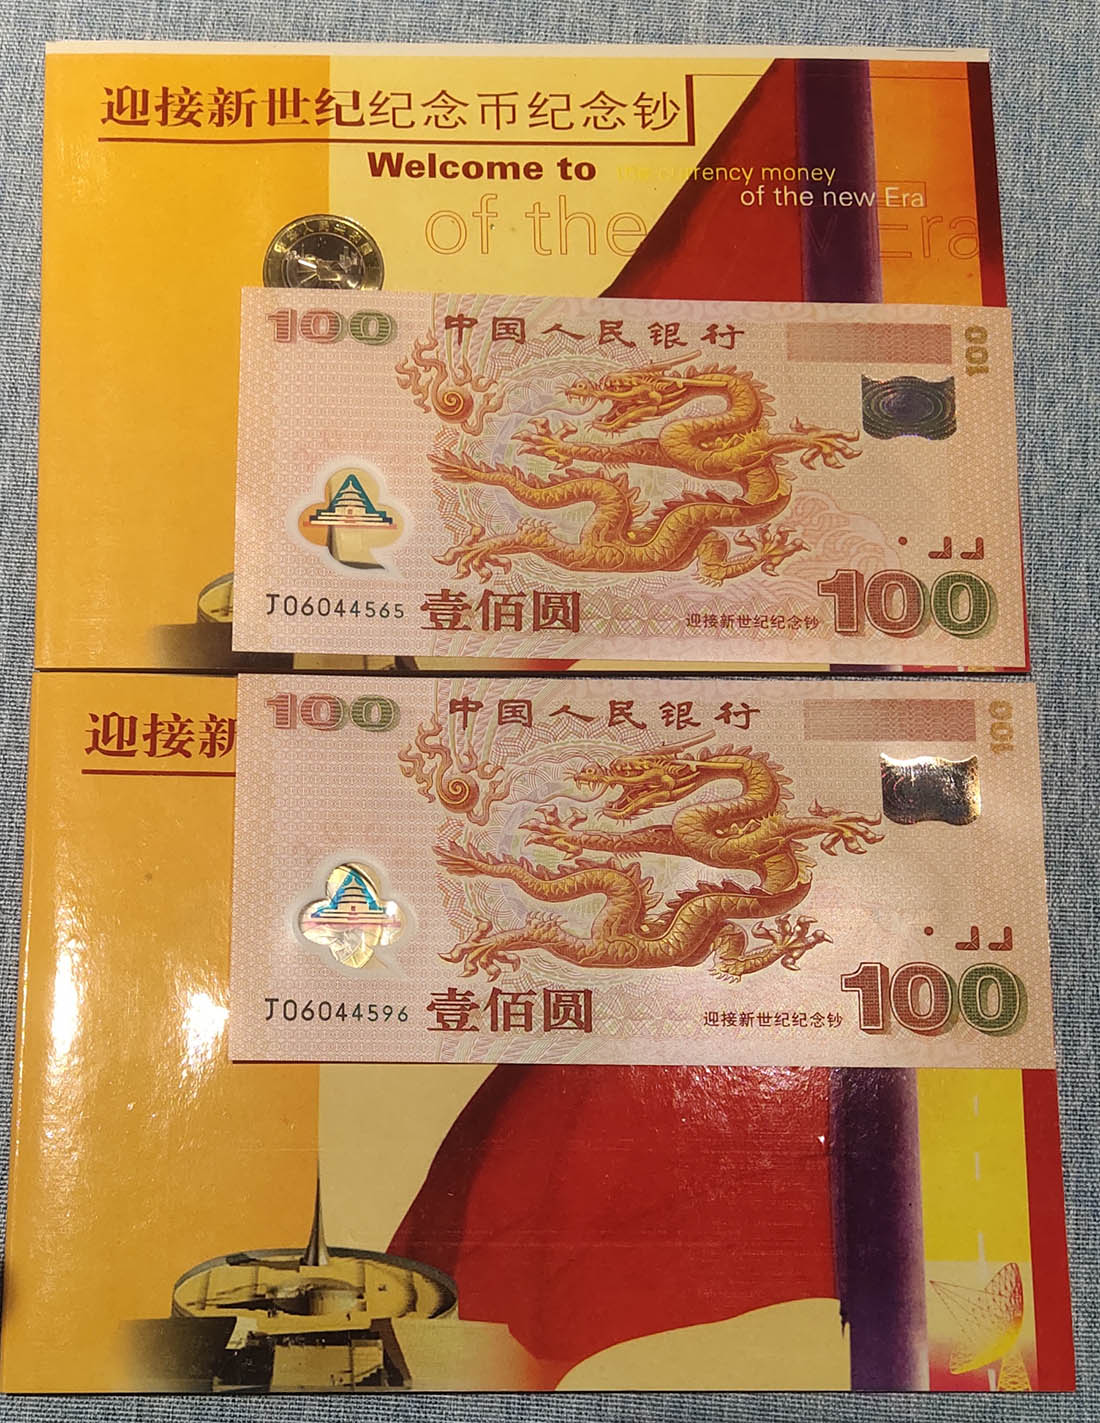 迎接新世纪纪念币纪念钞
Welcome to
currency money
of the new Era
of the
Era
100
中国人民银行
100
J06044565
壹佰圆
迎接新世纪纪念钞
100
迎接新
100
中国人民银行
100
J06044596
壹佰圆
迎接新世纪纪念钞
100